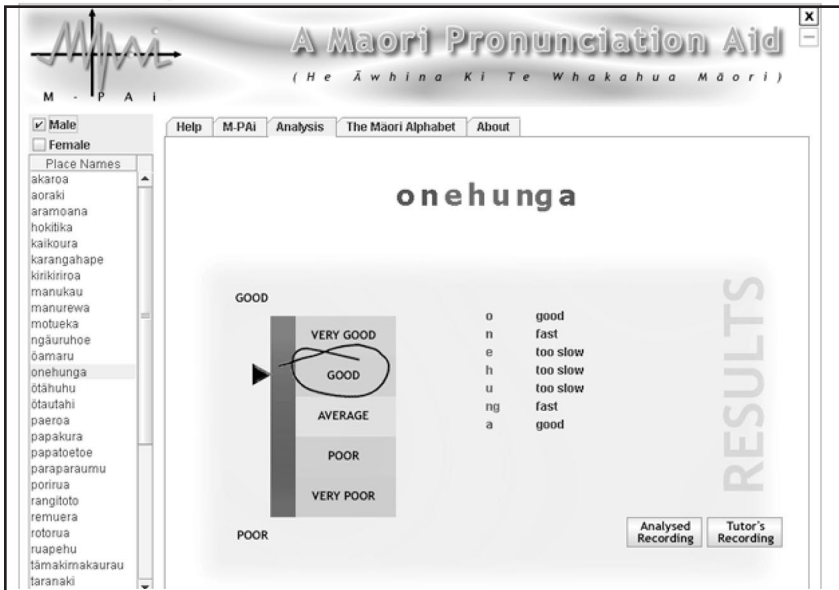 A Maori Pronunciation Aid
(He Āwhina Ki Te Whakahua Māori)
M - P A i
Male
Female
Place Names
akaroa
aoraki
aramoana
hokitika
kaikoura
karangahape
kirikiriroa
manukau
manurewa
motueka
ngāuruhoe
ōamaru
onehunga
ōtāhuhu
ōtautahi
paeroa
papakura
papatoetoe
paraparaumu
porirua
rangitoto
remuera
rotorua
ruapehu
tāmakimakaurau
taranaki
Help M-PAi Analysis The Māori Alphabet About
onehunga
GOOD
VERY GOOD
GOOD
AVERAGE
POOR
VERY POOR
POOR
o good
n fast
e too slow
h too slow
u too slow
ng fast
a good
RESULTS
Analysed Recording
Tutor's Recording